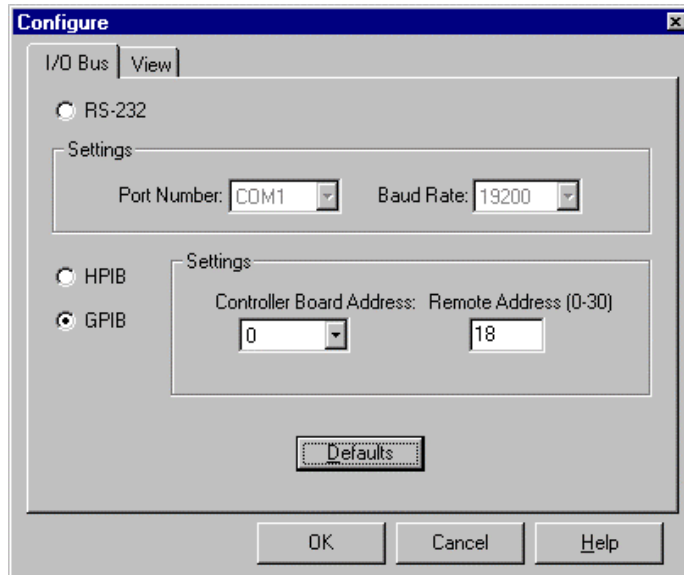 Configure
I/O Bus View
RS-232
Settings
Port Number: COM1 Baud Rate: 19200
HPIB
GPIB
Settings
Controller Board Address: Remote Address (0-30)
0 18
Defaults
OK Cancel Help